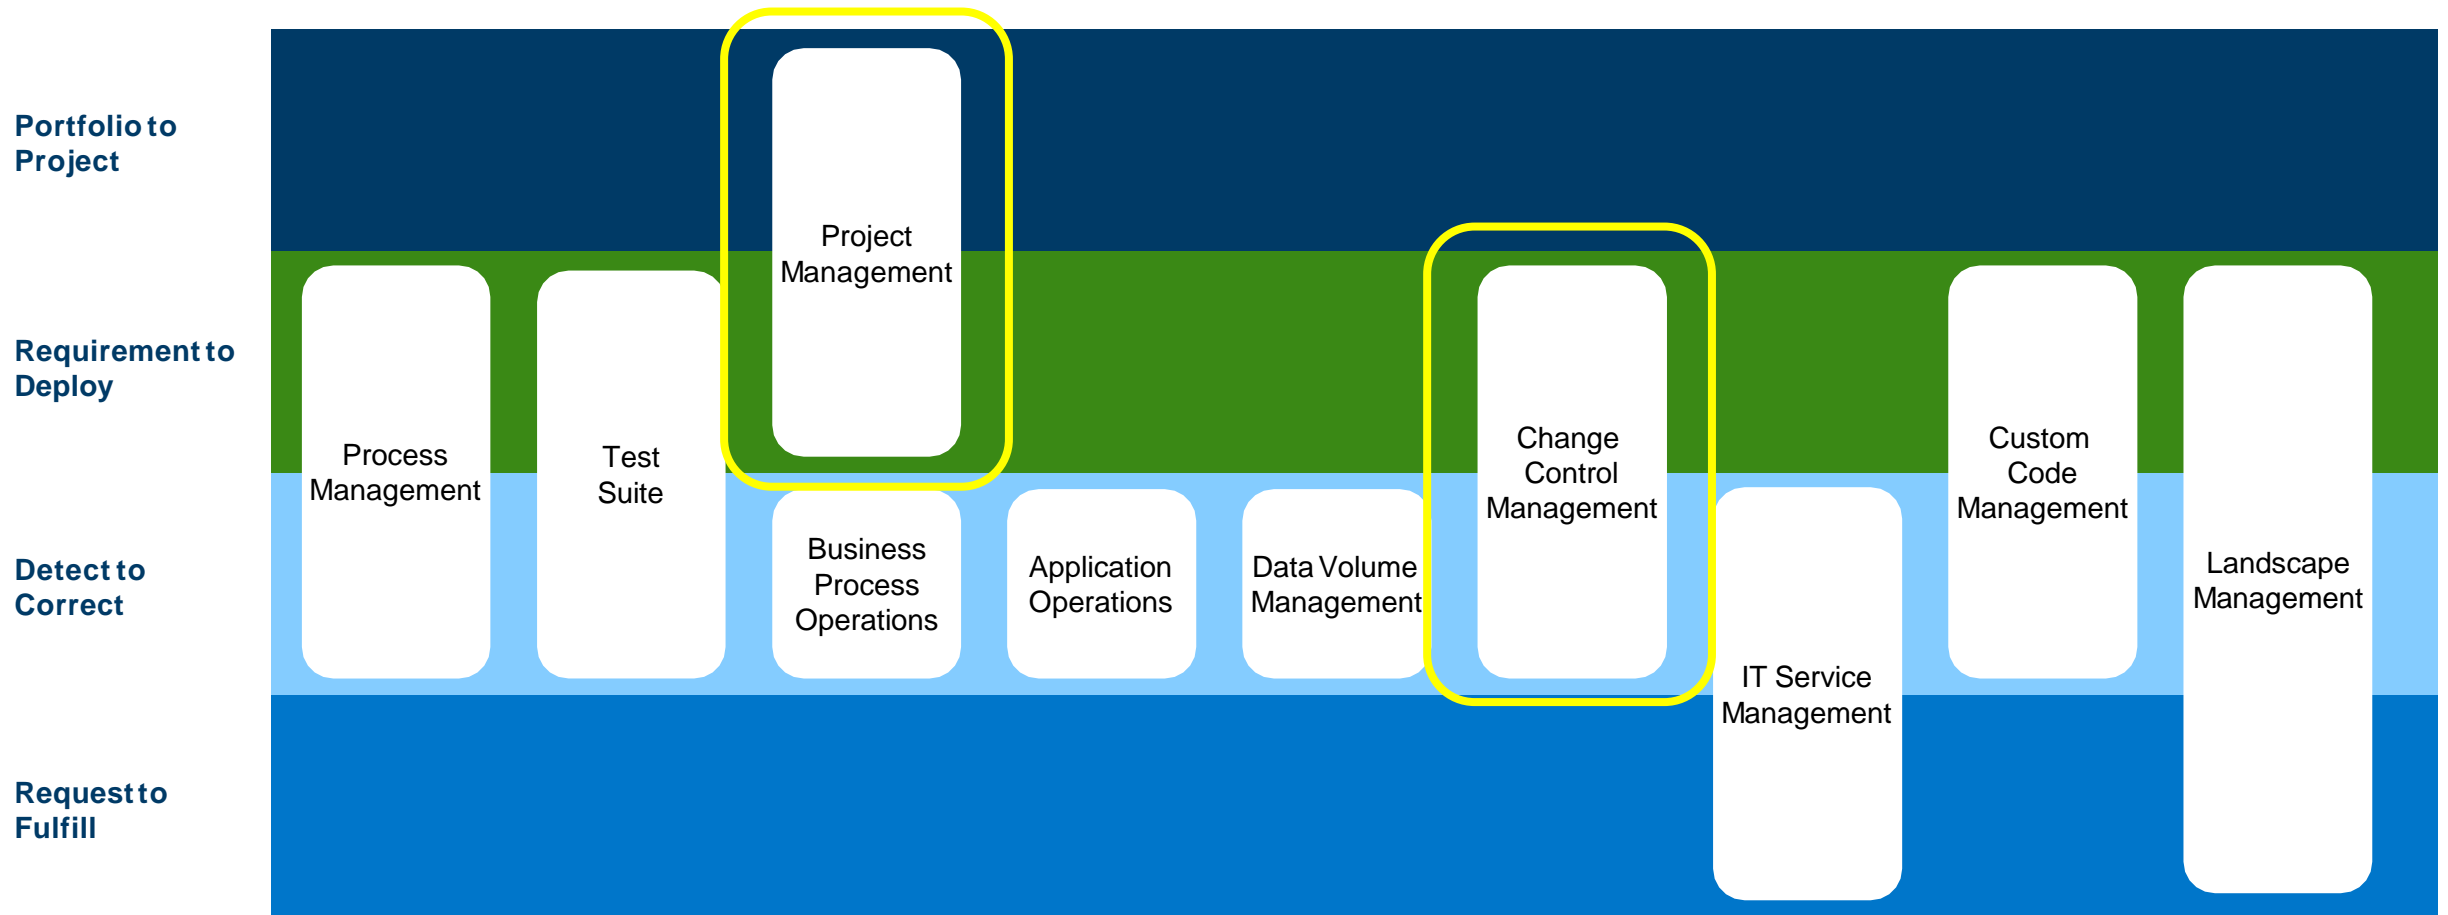 Portfolio to
Project
Requirement to
Deploy
Detect to
Correct
Request to
Fulfill
Process
Management
Test
Suite
Project
Management
Business
Process
Operations
Application
Operations
Data Volume
Management
Change
Control
Management
IT Service
Management
Custom
Code
Management
Landscape
Management